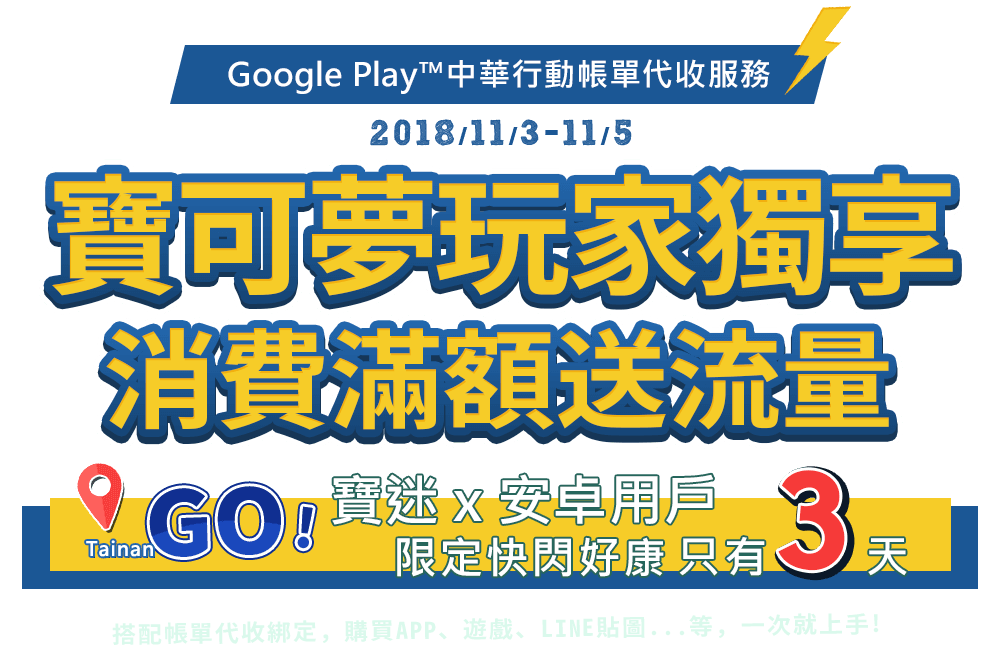 Google Play™中華行動帳單代收服務
2018/11/3-11/5
寶可夢玩家獨享
消費滿額送流量
Tainan GO!
寶迷 x 安卓用戶
限定快閃好康 只有3天
搭配帳單代收綁定，購買APP、遊戲、LINE貼圖...等，一次就上手!